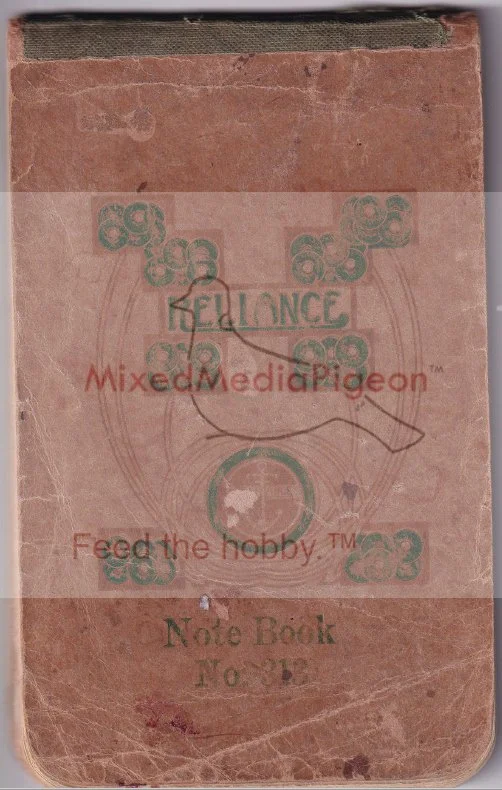 RELIANCE
MixedMediaPigeon™
Feed the hobby.™
Note Book
No.